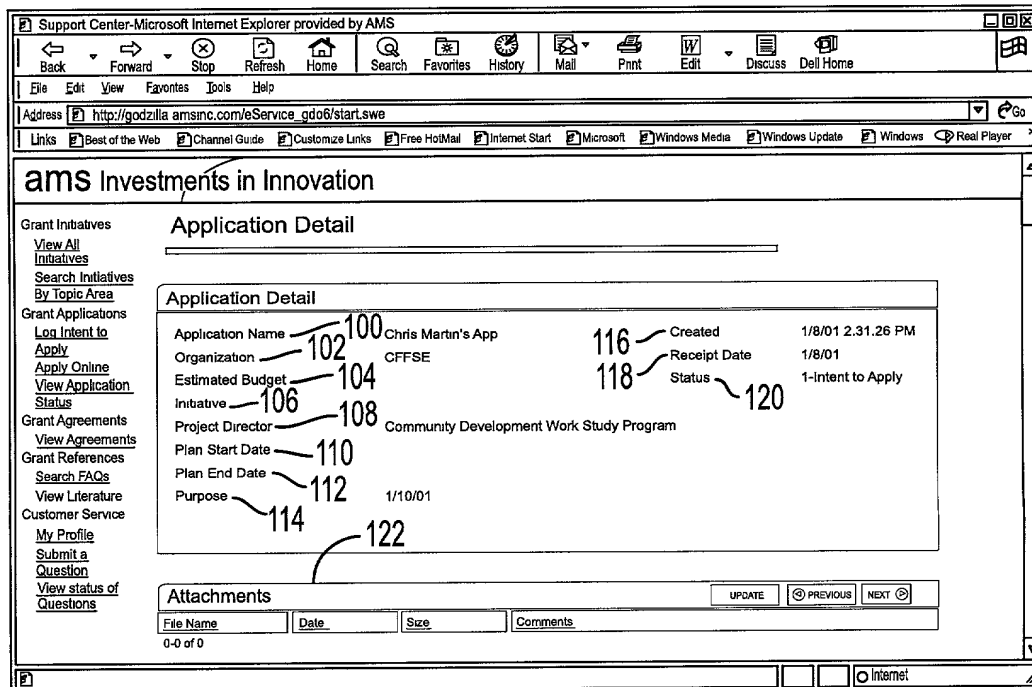 Support Center-Microsoft Internet Explorer provided by AMS
Back Forward Stop Refresh Home Search Favorites History Mail Print Edit Discuss Dell Home
File Edit View Favorites Tools Help
Address http://godzilla amsinc.com/eService_gdo6/start.swe Go
Links Best of the Web Channel Guide Customize Links Free HotMail Internet Start Microsoft Windows Media Windows Update Windows Real Player
ams Investments in Innovation
Grant Initiatives
View All
Initiatives
Search Initiatives
By Topic Area
Grant Applications
Log Intent to
Apply
Apply Online
View Application
Status
Grant Agreements
View Agreements
Grant References
Search FAQs
View Literature
Customer Service
My Profile
Submit a
Question
View status of
Questions
Application Detail
Application Detail
Application Name 100 Chris Martin's App 116 Created 1/8/01 2.31.26 PM
Organization 102 CFFSE 118 Receipt Date 1/8/01
Estimated Budget 104 Status 120 1-Intent to Apply
Initiative 106
Project Director 108 Community Development Work Study Program
Plan Start Date 110
Plan End Date 112
Purpose 114 1/10/01
122
Attachments UPDATE PREVIOUS NEXT
File Name Date Size Comments
0-0 of 0
Internet